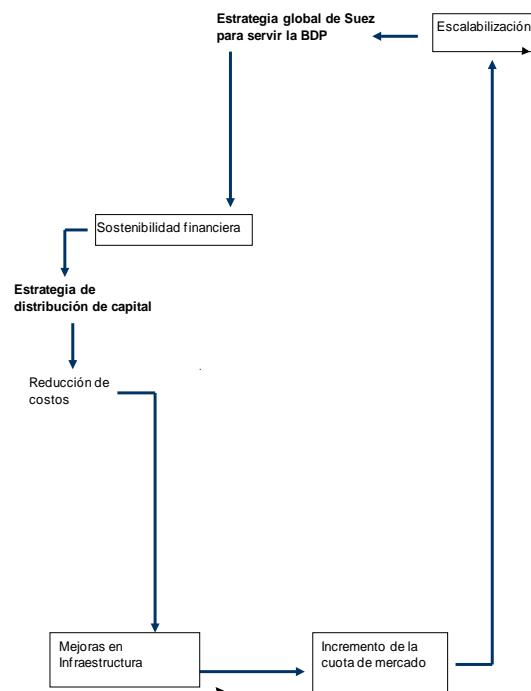 Estrategia global de Suez
para servir la BDP
Escalabilización
Sostenibilidad financiera
Estrategia de
distribución de capital
Reducción de
costos
Mejoras en
Infraestructura
Incremento de la
cuota de mercado